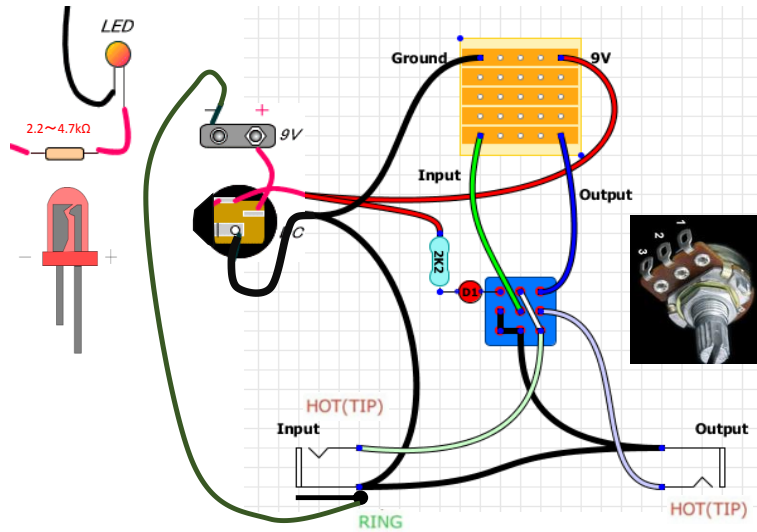 LED
2.2～4.7kΩ
− +
Ground
9V
− +
9V
Input
Output
2K2
D1
1
2
3
HOT(TIP)
Input
Output
HOT(TIP)
RING